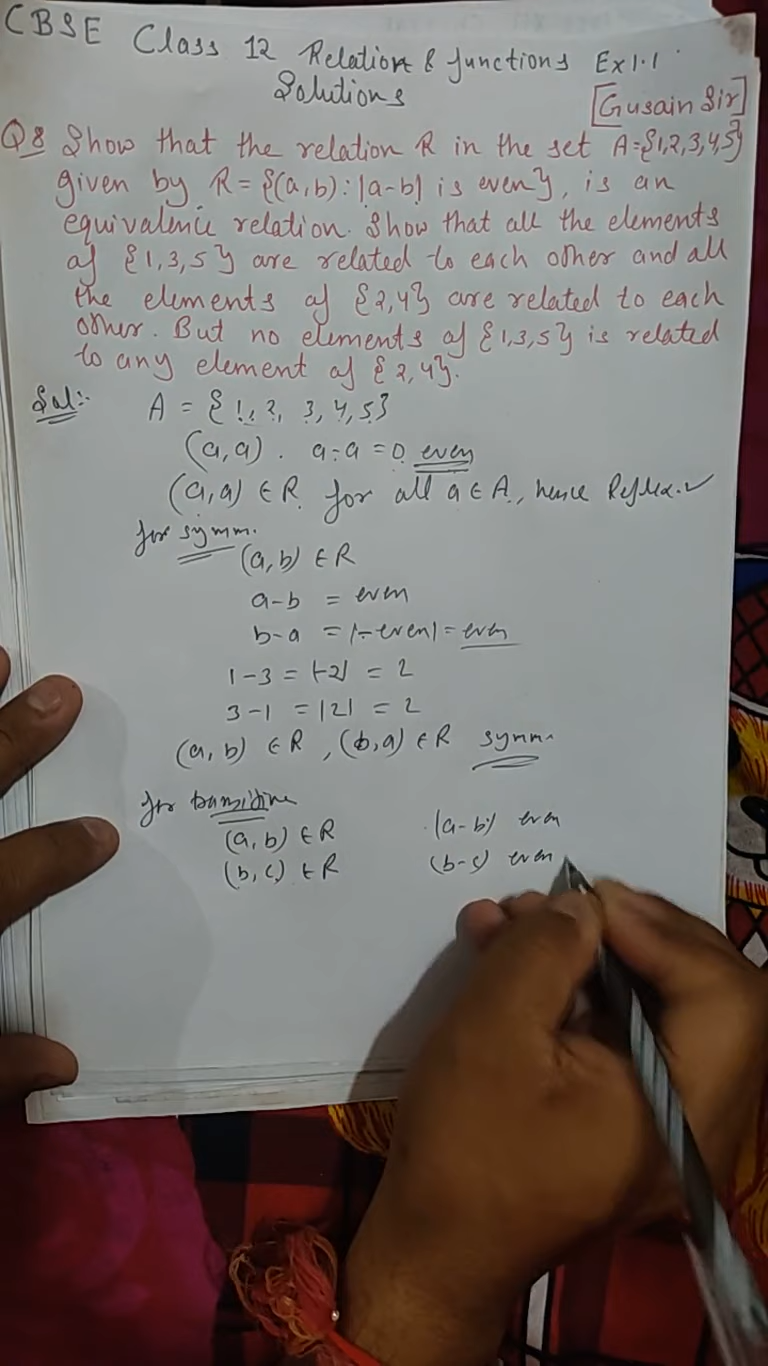 CBSE Class 12 Relation & functions Ex 1.1
Solutions
[Gusain Sir]
Q8 Show that the relation R in the set A={1,2,3,4,5}
given by R = {(a,b):|a-b| is even}, is an
equivalence relation. Show that all the elements
of {1,3,5} are related to each other and all
the elements of {2,4} are related to each
other. But no elements of {1,3,5} is related
to any element of {2,4}.
Sol:- A = {1, 2, 3, 4, 5}
(a,a) . a-a = 0 even
(a,a) ∈ R for all a ∈ A, hence Reflex. ✓
for symm.
(a,b) ∈ R
a-b = even
b-a = |-even| = even
1-3 = |-2| = 2
3-1 = |2| = 2
(a,b) ∈ R , (b,a) ∈ R symm.
for transitive
(a,b) ∈ R (a-b) even
(b,c) ∈ R (b-c) even